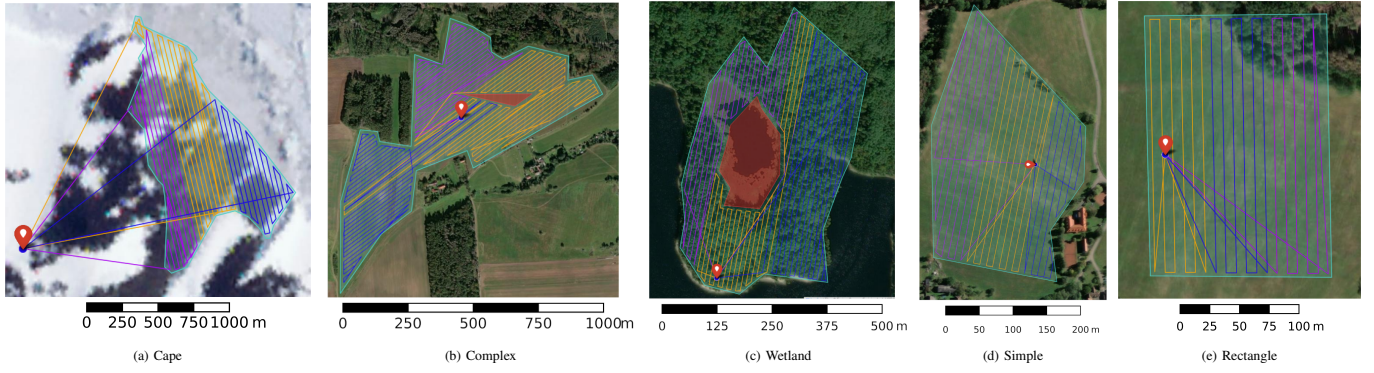 0 250 500 750 1000 m
(a) Cape
0 250 500 750 1000m
(b) Complex
0 125 250 375 500 m
(c) Wetland
0 50 100 150 200 m
(d) Simple
0 25 50 75 100 m
(e) Rectangle